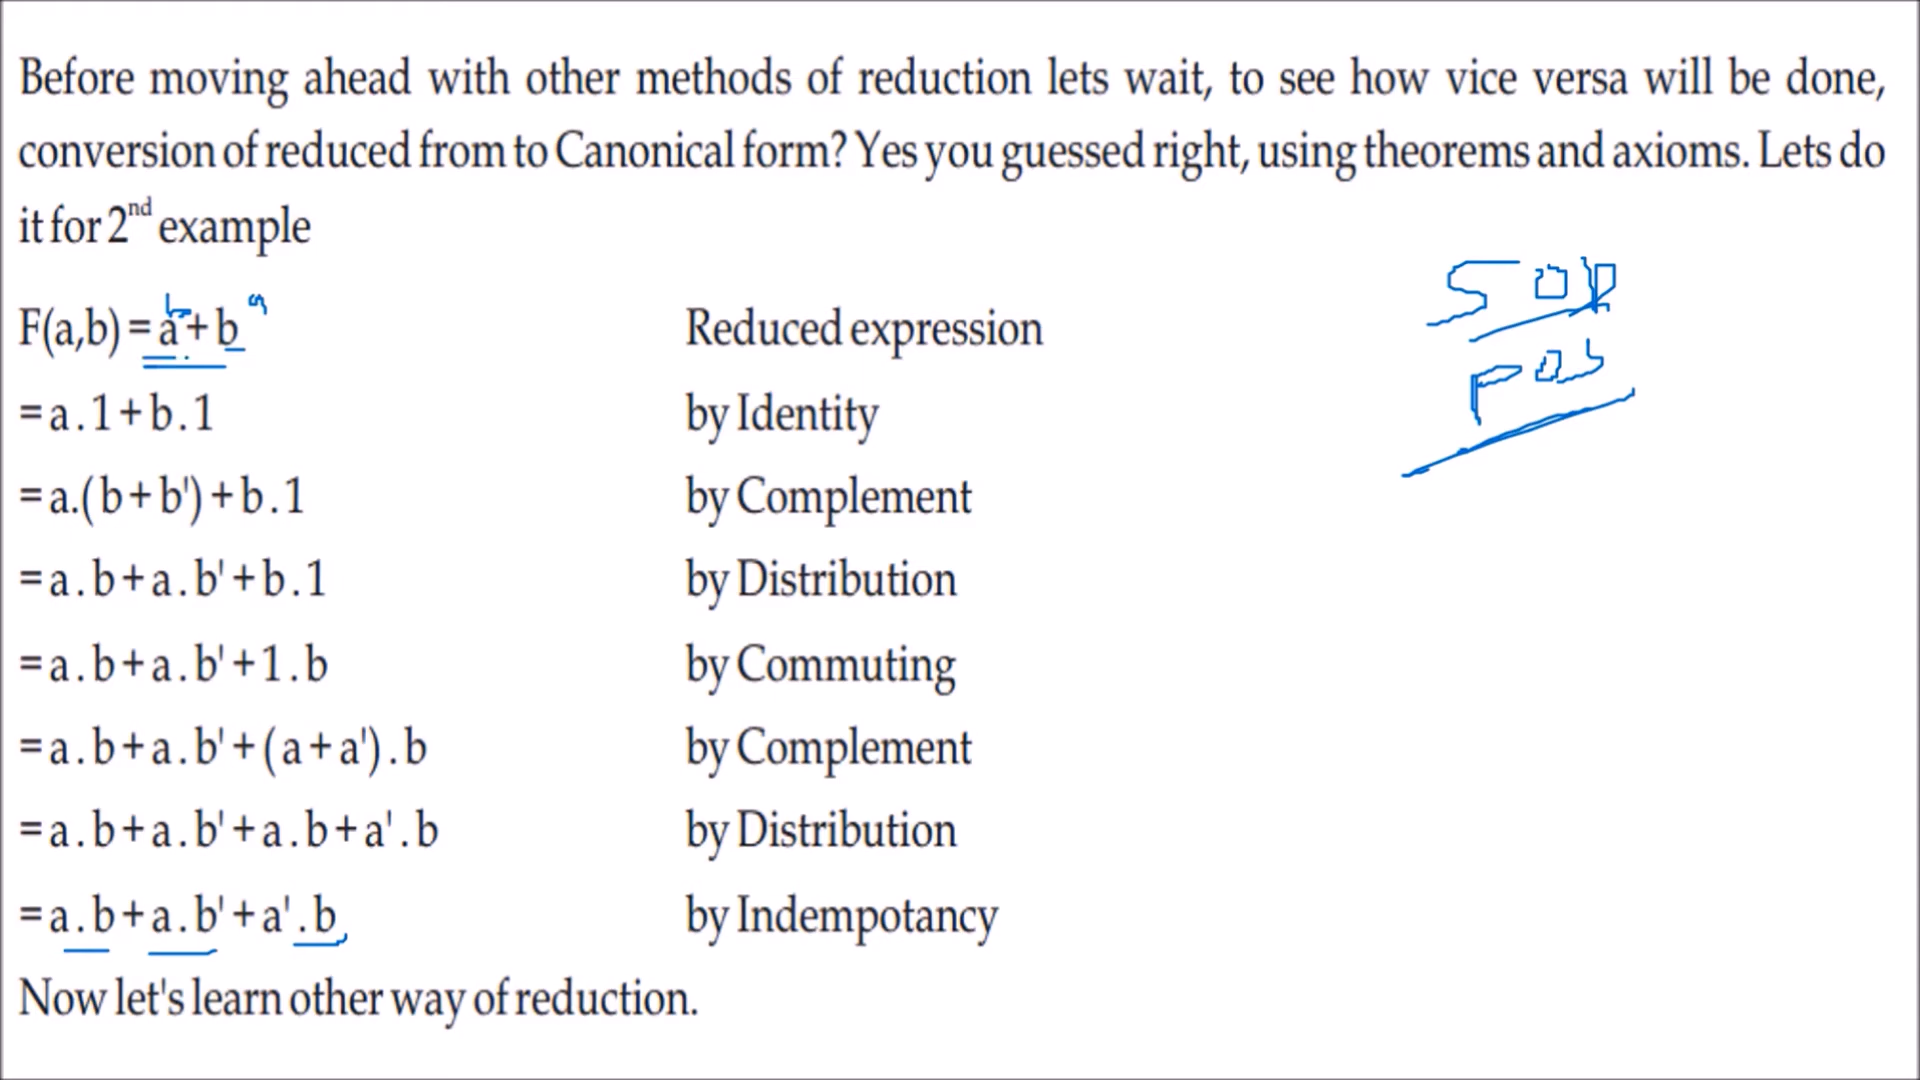 Before moving ahead with other methods of reduction lets wait, to see how vice versa will be done,
conversion of reduced from to Canonical form? Yes you guessed right, using theorems and axioms. Lets do
it for 2nd example
SOP
F(a,b) = a + b Reduced expression
POS
= a . 1 + b . 1 by Identity
= a.(b + b') + b . 1 by Complement
= a . b + a . b' + b . 1 by Distribution
= a . b + a . b' + 1 . b by Commuting
= a . b + a . b' + (a + a') . b by Complement
= a . b + a . b' + a . b + a' . b by Distribution
= a . b + a . b' + a' . b by Indempotancy
Now let's learn other way of reduction.